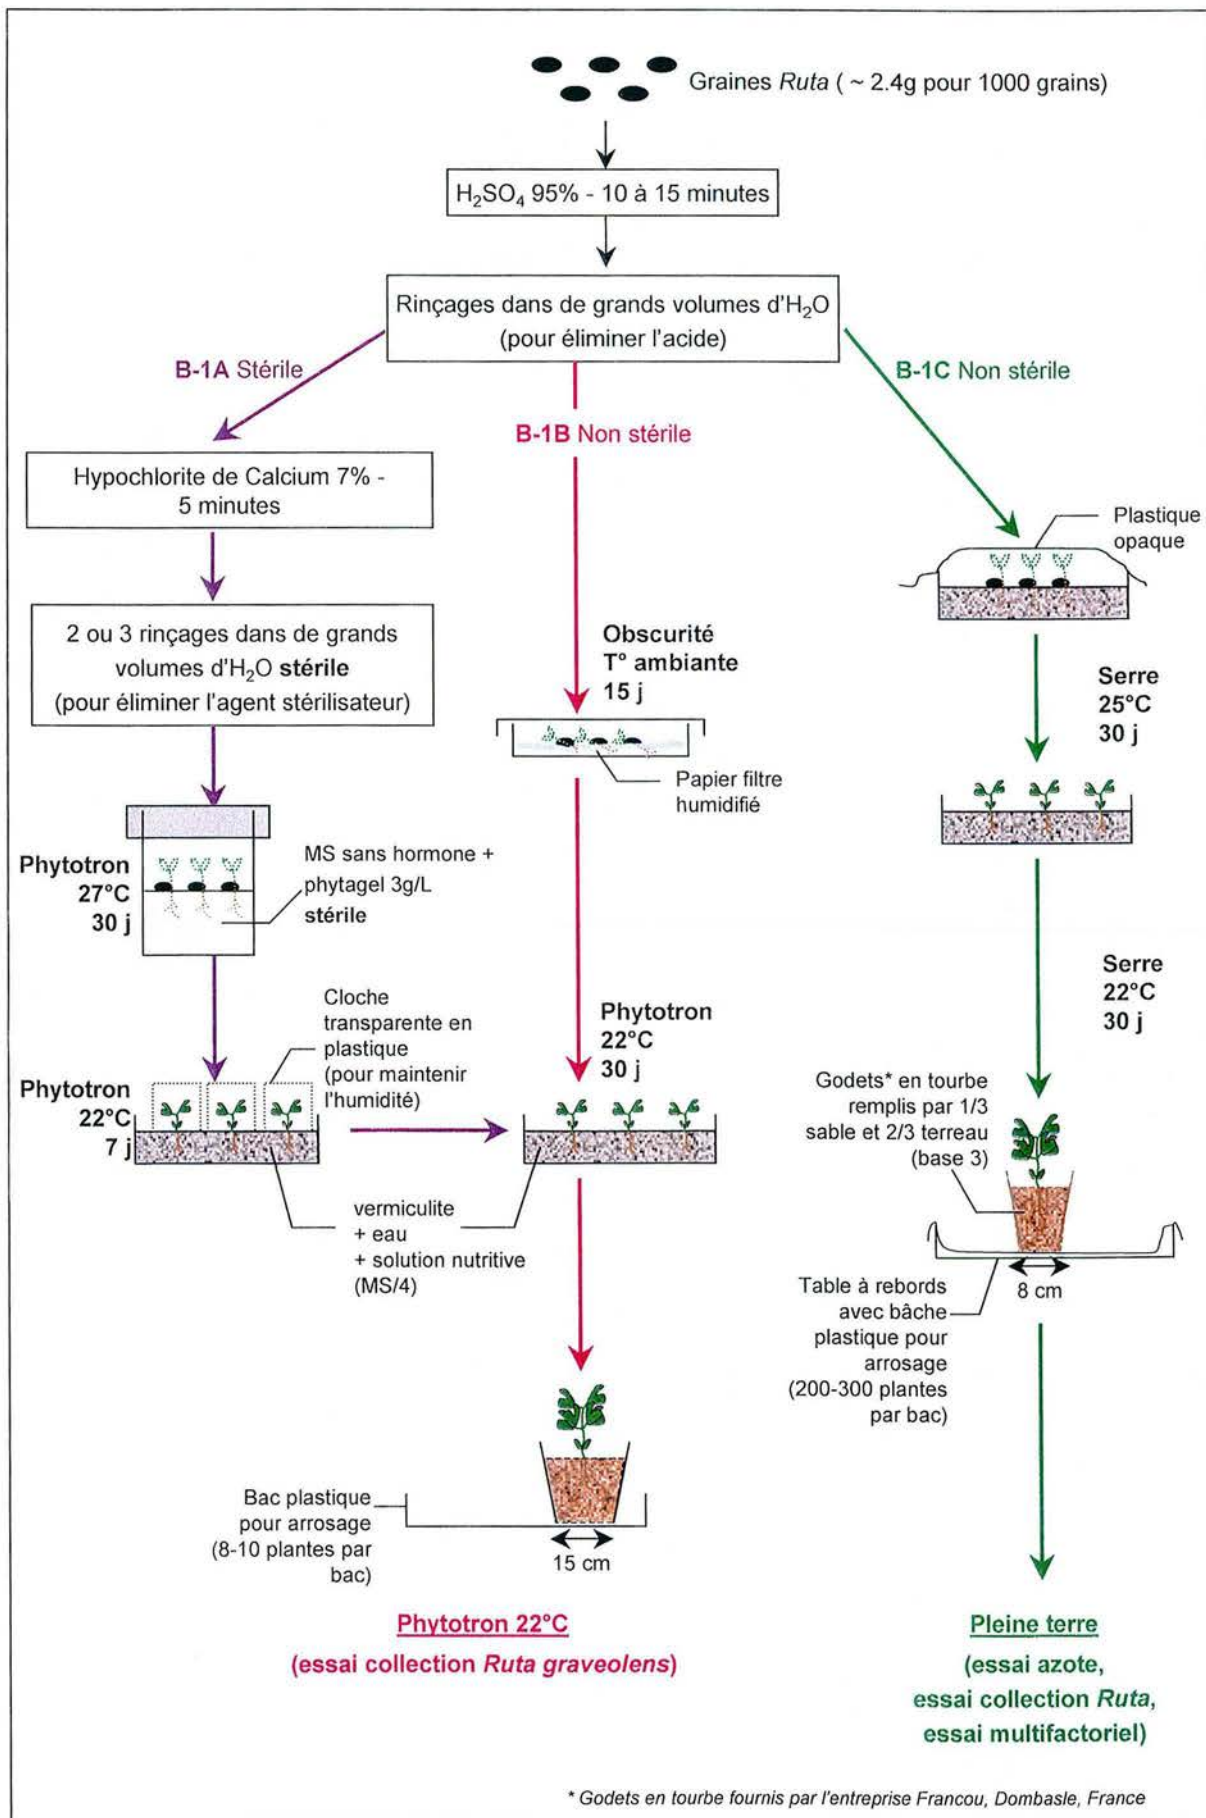 Graines Ruta ( ~ 2.4g pour 1000 grains)
H₂SO₄ 95% - 10 à 15 minutes
Rinçages dans de grands volumes d'H₂O
(pour éliminer l'acide)
B-1A Stérile
B-1B Non stérile
B-1C Non stérile
Hypochlorite de Calcium 7% -
5 minutes
2 ou 3 rinçages dans de grands
volumes d'H₂O stérile
(pour éliminer l'agent stérilisateur)
Phytotron
27°C
30 j
MS sans hormone +
phytagel 3g/L
stérile
Cloche
transparente en
plastique
(pour maintenir
l'humidité)
Phytotron
22°C
7 j
vermiculite
+ eau
+ solution nutritive
(MS/4)
Obscurité
T° ambiante
15 j
Papier filtre
humidifié
Phytotron
22°C
30 j
Bac plastique
pour arrosage
(8-10 plantes par
bac)
15 cm
Phytotron 22°C
(essai collection Ruta graveolens)
Plastique
opaque
Serre
25°C
30 j
Serre
22°C
30 j
Godets* en tourbe
remplis par 1/3
sable et 2/3 terreau
(base 3)
8 cm
Table à rebords
avec bâche
plastique pour
arrosage
(200-300 plantes
par bac)
Pleine terre
(essai azote,
essai collection Ruta,
essai multifactoriel)
* Godets en tourbe fournis par l'entreprise Francou, Dombasle, France